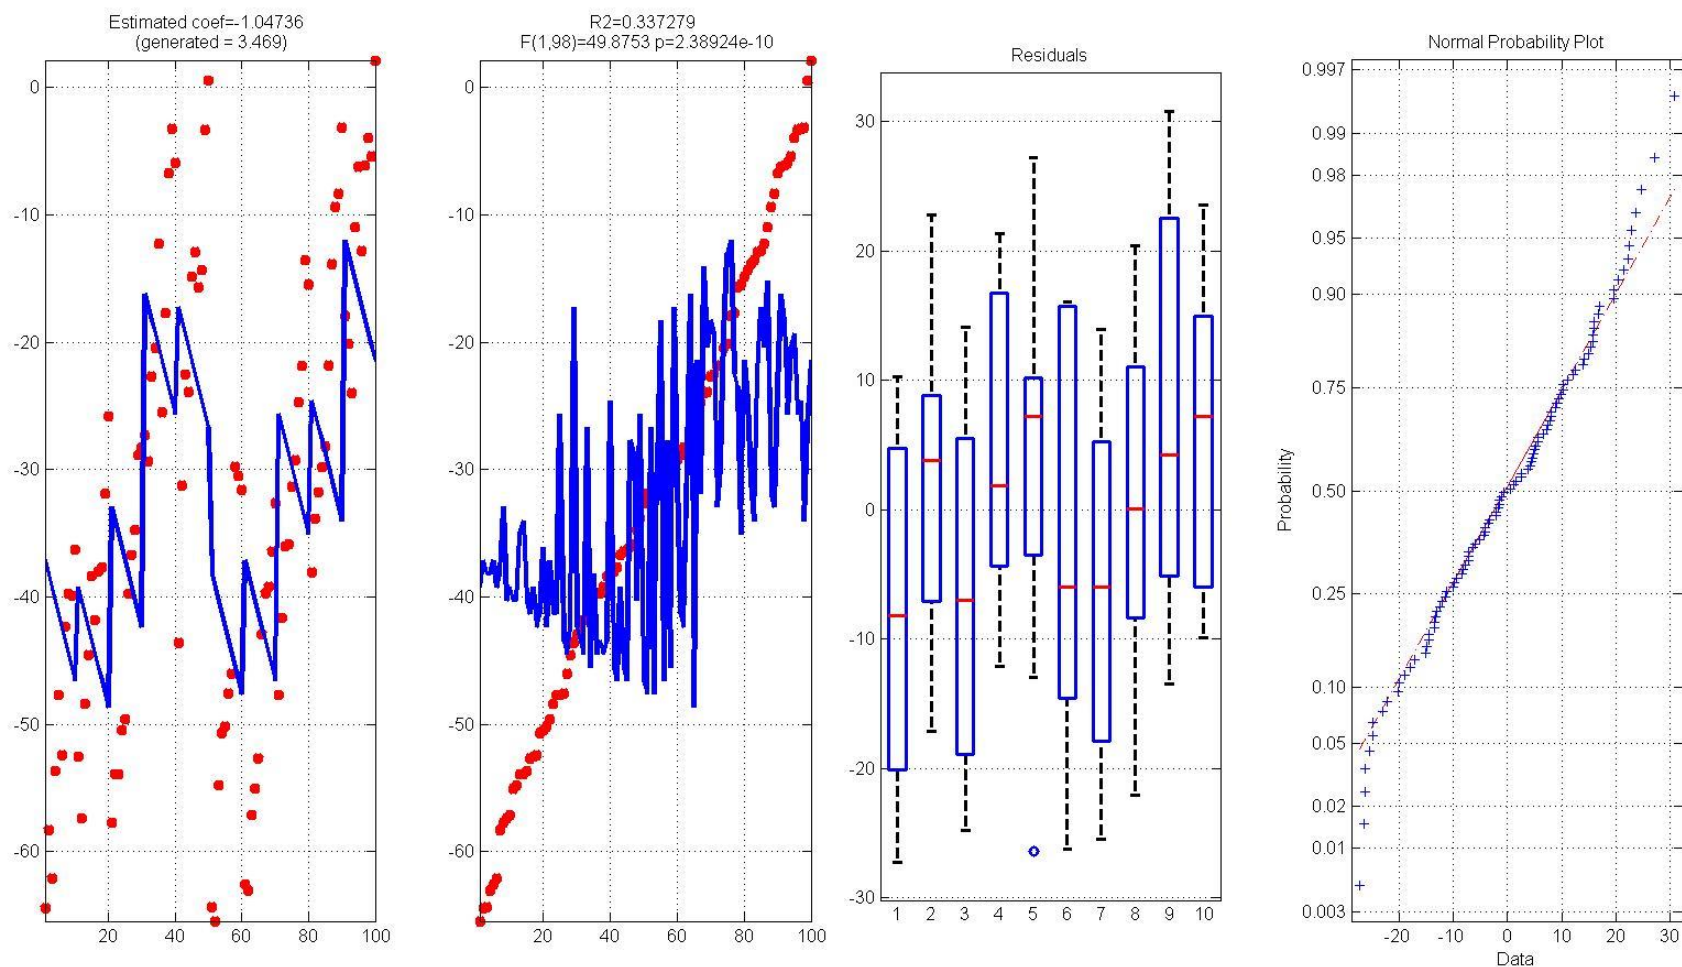 Estimated coef=-1.04736
(generated = 3.469)
0
-10
-20
-30
-40
-50
-60
20 40 60 80 100
R2=0.337279
F(1,98)=49.8753 p=2.38924e-10
0
-10
-20
-30
-40
-50
-60
20 40 60 80 100
Residuals
30
20
10
0
-10
-20
-30
1 2 3 4 5 6 7 8 9 10
Normal Probability Plot
Probability
0.997
0.99
0.98
0.95
0.90
0.75
0.50
0.25
0.10
0.05
0.02
0.01
0.003
-20 -10 0 10 20 30
Data